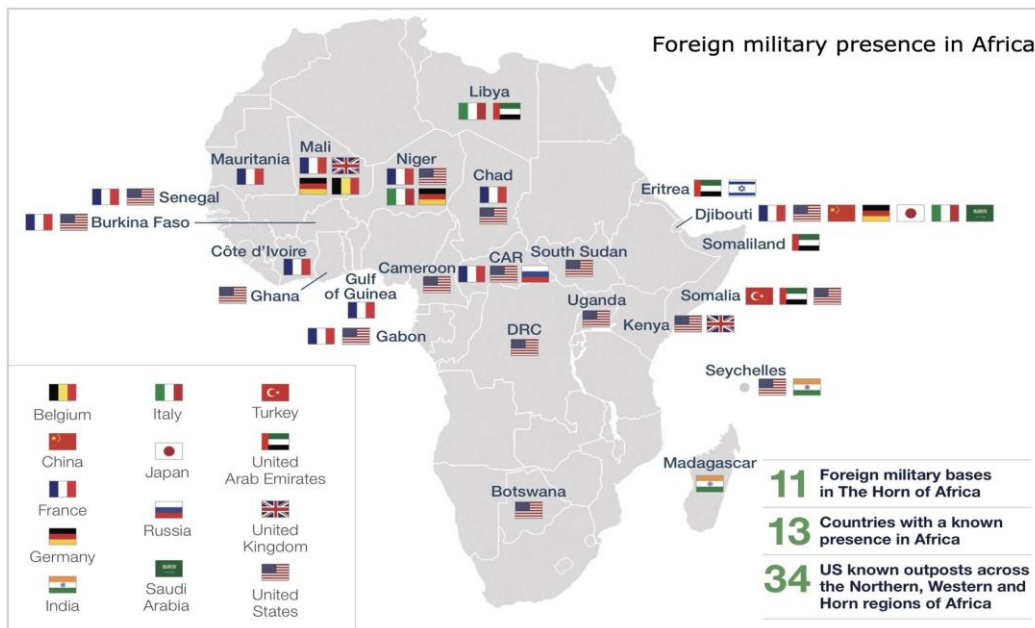 Foreign military presence in Africa
Libya
Mauritania
Mali
Niger
Chad
Senegal
Burkina Faso
Eritrea
Djibouti
Somaliland
Côte d'Ivoire
Ghana
Gulf
of Guinea
Cameroon
CAR
South Sudan
Gabon
DRC
Uganda
Somalia
Kenya
Seychelles
Madagascar
Botswana
Belgium
China
France
Germany
India
Italy
Japan
Russia
Saudi
Arabia
Turkey
United
Arab Emirates
United
Kingdom
United
States
11 Foreign military bases
in The Horn of Africa
13 Countries with a known
presence in Africa
34 US known outposts across
the Northern, Western and
Horn regions of Africa